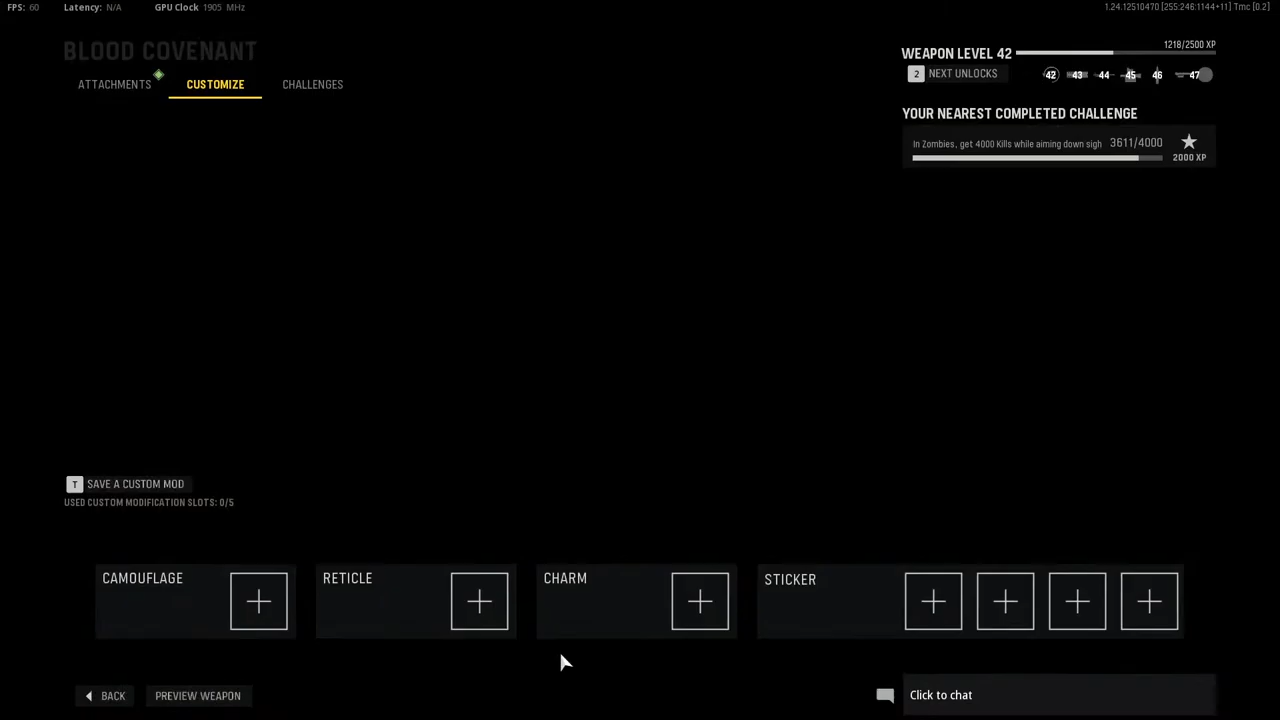 FPS: 60 Latency: N/A GPU Clock 1905 MHz
1.24.12510470 [255:246:1144+11] Tmc [0.2]
BLOOD COVENANT
ATTACHMENTS CUSTOMIZE CHALLENGES
WEAPON LEVEL 42 1218/2500 XP
2 NEXT UNLOCKS 42 43 44 45 46 47
YOUR NEAREST COMPLETED CHALLENGE
In Zombies, get 4000 Kills while aiming down sigh 3611/4000
2000 XP
T SAVE A CUSTOM MOD
USED CUSTOM MODIFICATION SLOTS: 0/5
CAMOUFLAGE RETICLE CHARM STICKER
BACK PREVIEW WEAPON Click to chat